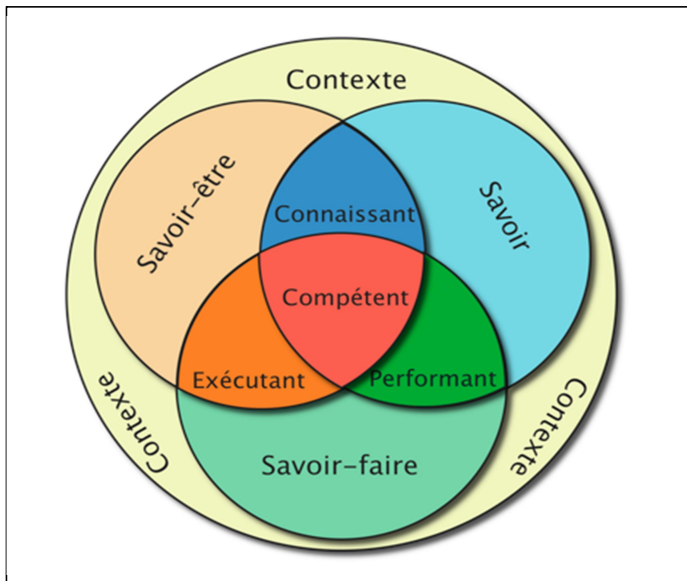 Contexte
Savoir-être
Savoir
Connaissant
Compétent
Exécutant
Performant
Contexte
Contexte
Savoir-faire